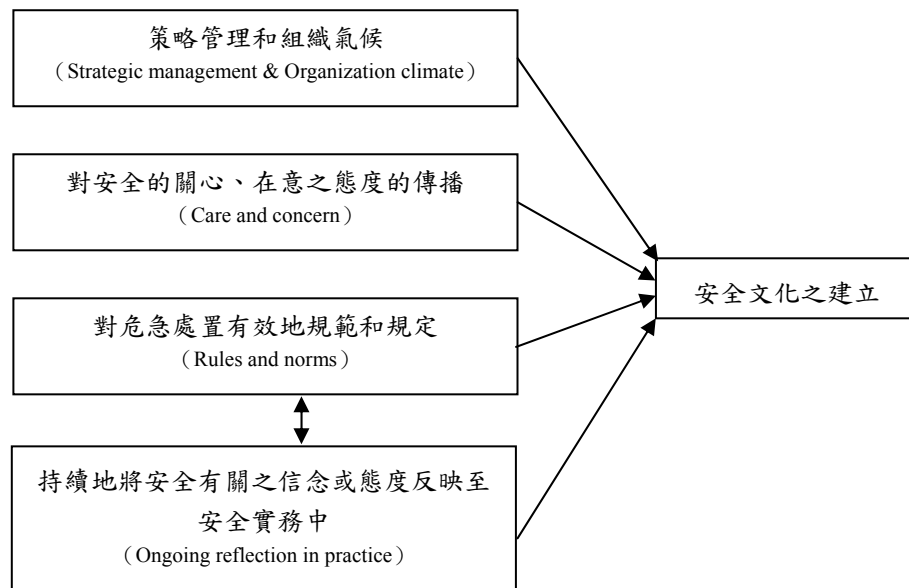 策略管理和組織氣候
（Strategic management & Organization climate）
對安全的關心、在意之態度的傳播
（Care and concern）
對危急處置有效地規範和規定
（Rules and norms）
持續地將安全有關之信念或態度反映至
安全實務中
（Ongoing reflection in practice）
安全文化之建立